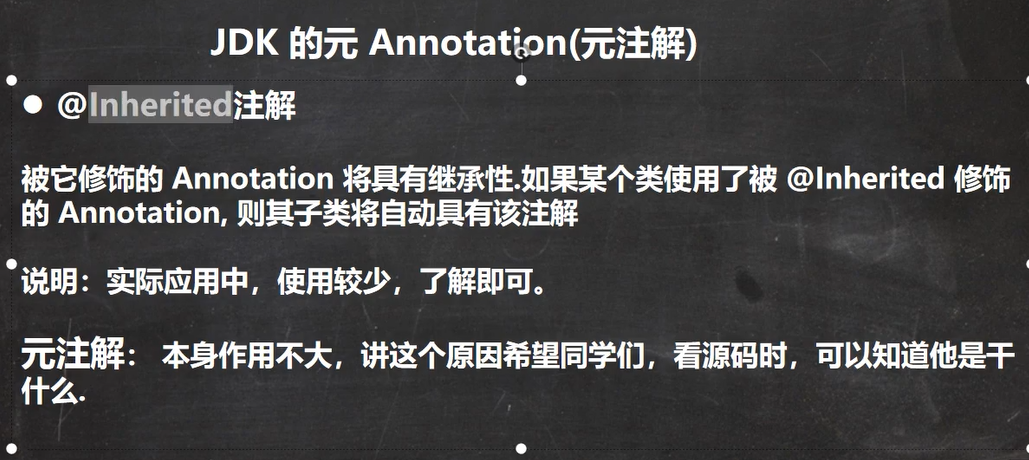 JDK 的元 Annotation(元注解)
● @Inherited注解
被它修饰的 Annotation 将具有继承性.如果某个类使用了被 @Inherited 修饰
的 Annotation, 则其子类将自动具有该注解
说明：实际应用中，使用较少，了解即可。
元注解： 本身作用不大，讲这个原因希望同学们，看源码时，可以知道他是干
什么.